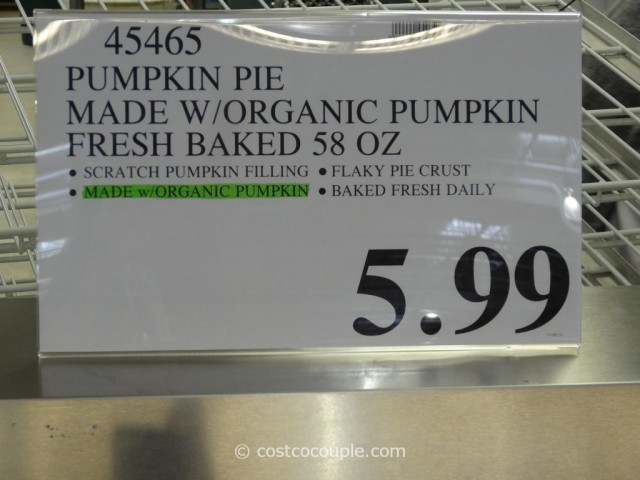 45465
PUMPKIN PIE
MADE W/ORGANIC PUMPKIN
FRESH BAKED 58 OZ
• SCRATCH PUMPKIN FILLING • FLAKY PIE CRUST
• MADE w/ORGANIC PUMPKIN • BAKED FRESH DAILY
5.99
© costcocouple.com